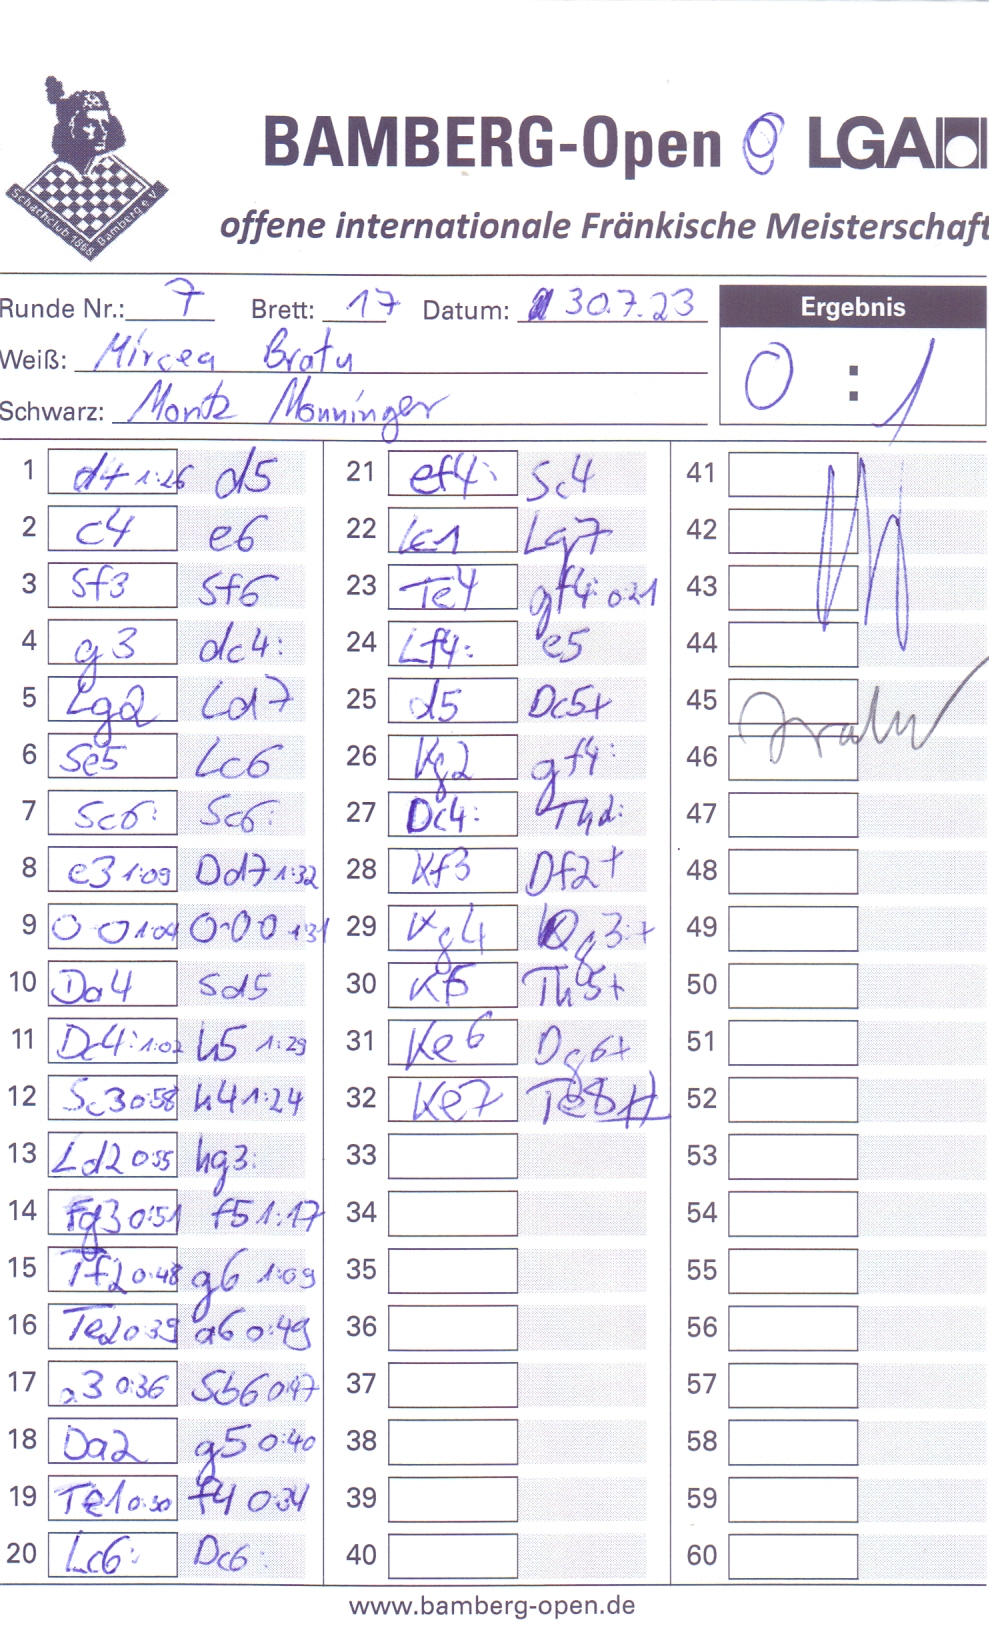 Schachclub 1868 Bamberg e.V.
BAMBERG-Open LGA
offene internationale Fränkische Meisterschaft
Runde Nr.: 7 Brett: 17 Datum: 30.7.23 Ergebnis
Weiß: Mircea Bratu 0 : 1
Schwarz: Moritz Monninger
1 d4 1:26 d5
2 c4 e6
3 Sf3 Sf6
4 g3 dc4:
5 Lg2 Ld7
6 Se5 Lc6
7 Sc6: Sc6:
8 e3 1:09 Dd7 1:32
9 0-0 1:04 0-00 1:31
10 Da4 Sd5
11 Dc4: 1:02 h5 1:29
12 Sc3 0:58 h4 1:24
13 Ld2 0:55 hg3:
14 fg3 0:51 f5 1:17
15 Tf2 0:48 g6 1:09
16 Te2 0:39 a6 0:49
17 a3 0:36 Sb6 0:47
18 Da2 g5 0:40
19 Te1 0:30 f4 0:34
20 Lc6: Dc6:
21 ef4: Sc4
22 Lc1 Lg7
23 Te4 gf4: 0:21
24 Lf4: e5
25 d5 Dc5+
26 Kg2 gf4:
27 Dc4: Thd:
28 Kf3 Df2+
29 Kg4 Dg3:+
30 Kf5 Th5+
31 Ke6 Dg6+
32 Ke7 Te8#
33
34
35
36
37
38
39
40
41
42
43
44
45 Bratu
46
47
48
49
50
51
52
53
54
55
56
57
58
59
60
www.bamberg-open.de